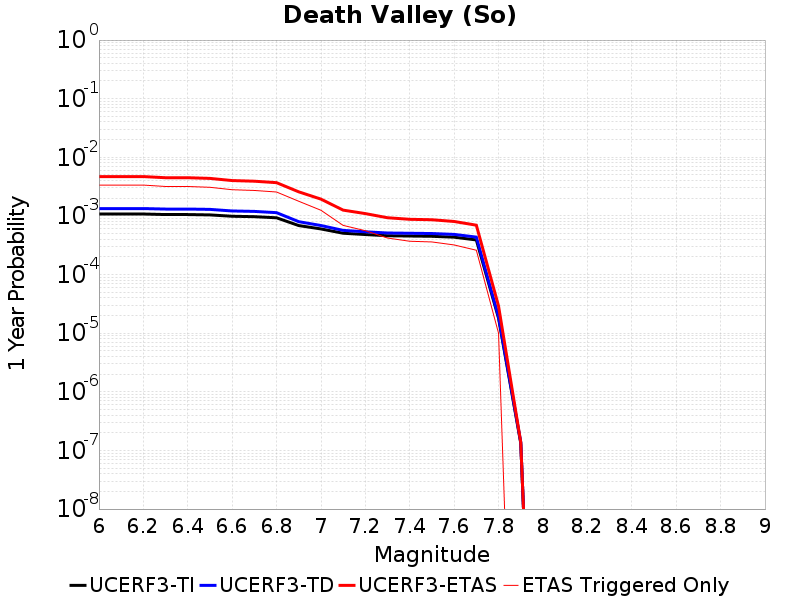 Death Valley (So)
1 Year Probability
10^0
10^-1
10^-2
10^-3
10^-4
10^-5
10^-6
10^-7
10^-8
6 6.2 6.4 6.6 6.8 7 7.2 7.4 7.6 7.8 8 8.2 8.4 8.6 8.8 9
Magnitude
UCERF3-TI UCERF3-TD UCERF3-ETAS ETAS Triggered Only